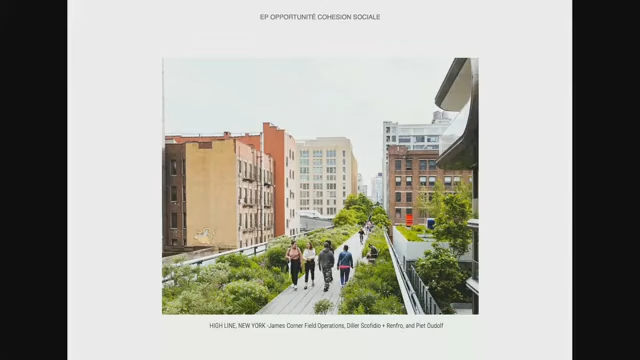 EP OPPORTUNITÉ COHESION SOCIALE
HIGH LINE, NEW YORK -James Corner Field Operations, Diller Scofidio + Renfro, and Piet Oudolf